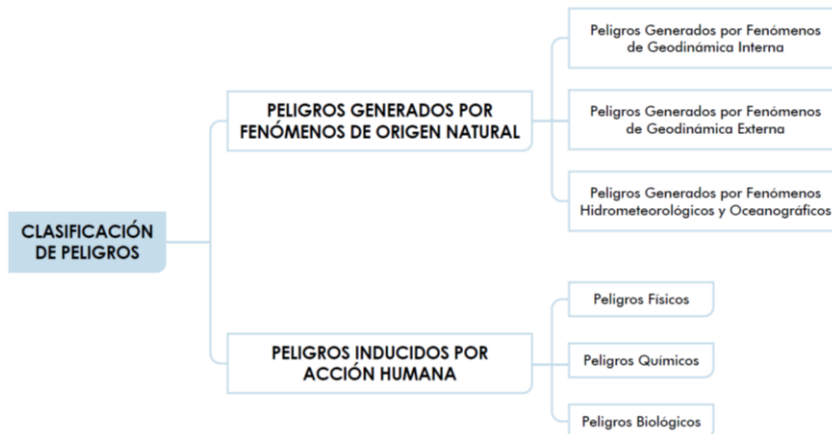 CLASIFICACIÓN
DE PELIGROS
PELIGROS GENERADOS POR
FENÓMENOS DE ORIGEN NATURAL
Peligros Generados por Fenómenos
de Geodinámica Interna
Peligros Generados por Fenómenos
de Geodinámica Externa
Peligros Generados por Fenómenos
Hidrometeorológicos y Oceanográficos
PELIGROS INDUCIDOS POR
ACCIÓN HUMANA
Peligros Físicos
Peligros Químicos
Peligros Biológicos